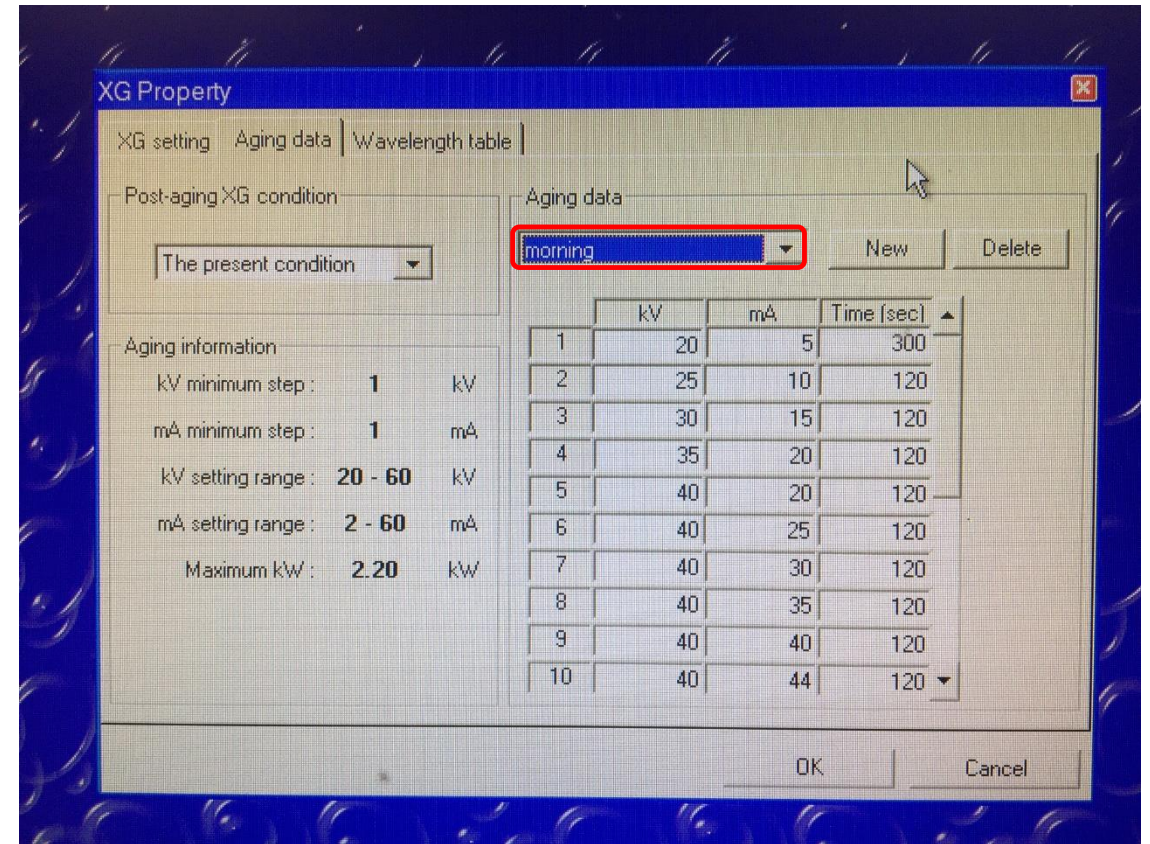 XG Property
XG setting Aging data Wavelength table
Post-aging XG condition
The present condition
Aging information
kV minimum step : 1 kV
mA minimum step : 1 mA
kV setting range : 20 - 60 kV
mA setting range : 2 - 60 mA
Maximum kW : 2.20 kW
Aging data
morning New Delete
kV mA Time (sec)
1 20 5 300
2 25 10 120
3 30 15 120
4 35 20 120
5 40 20 120
6 40 25 120
7 40 30 120
8 40 35 120
9 40 40 120
10 40 44 120
OK Cancel